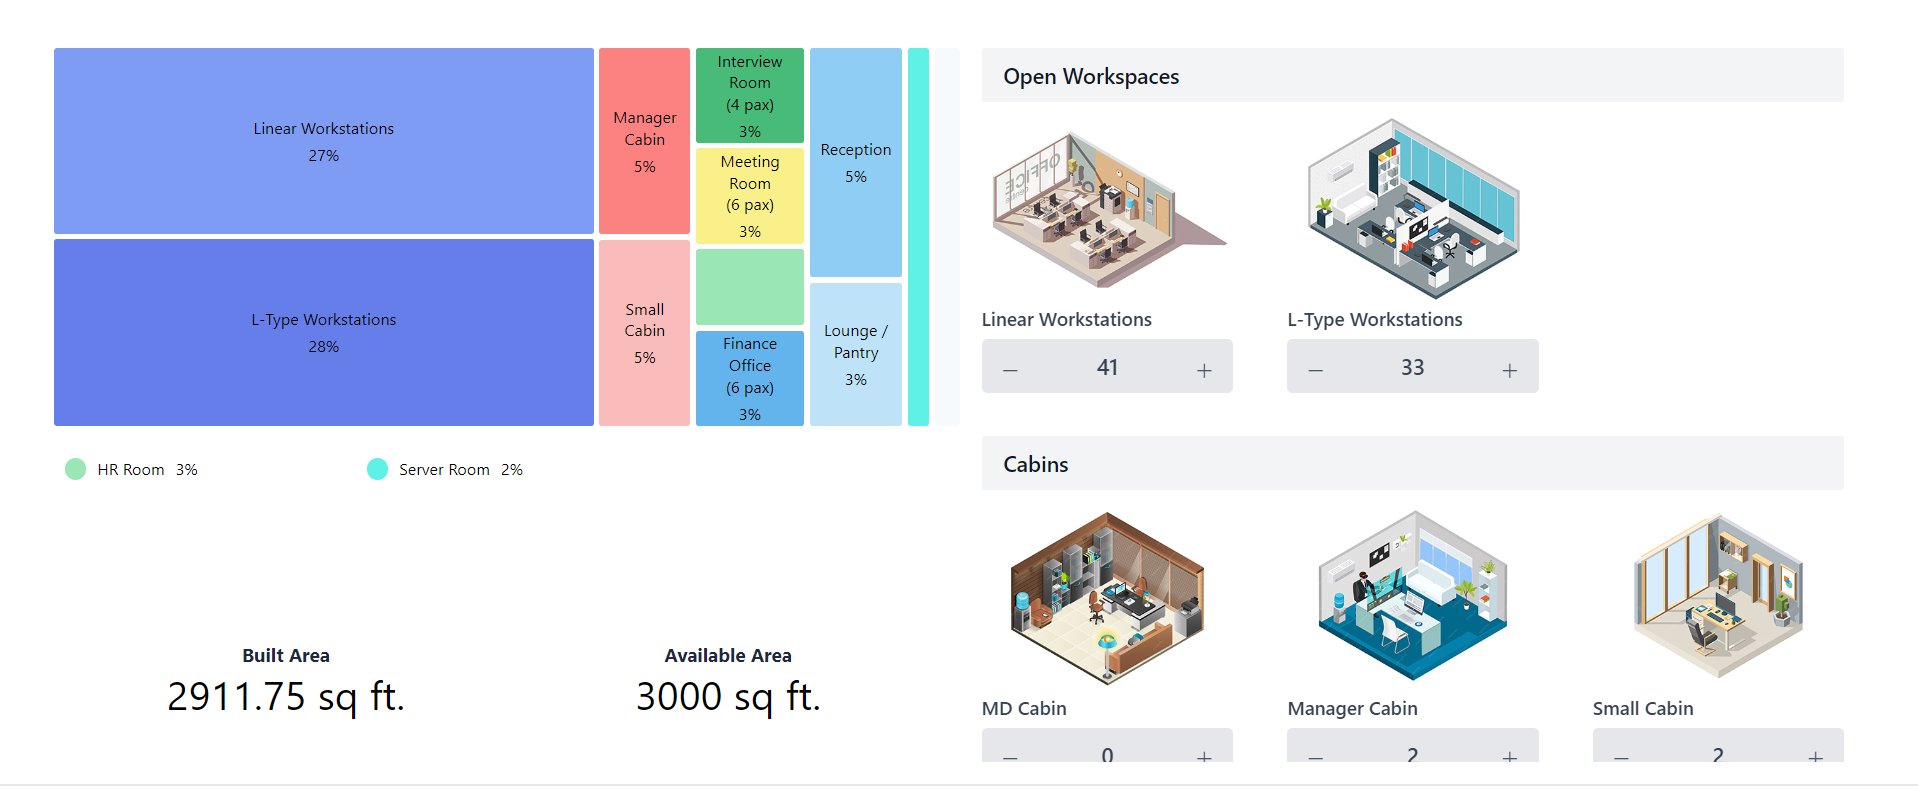 Linear Workstations
27%
L-Type Workstations
28%
Manager
Cabin
5%
Small
Cabin
5%
Interview
Room
(4 pax)
3%
Meeting
Room
(6 pax)
3%
Finance
Office
(6 pax)
3%
Reception
5%
Lounge /
Pantry
3%
HR Room 3%
Server Room 2%
Built Area
2911.75 sq ft.
Available Area
3000 sq ft.
Open Workspaces
OFFICE
Linear Workstations
− 41 +
L-Type Workstations
− 33 +
Cabins
MD Cabin
− 0 +
Manager Cabin
− 2 +
Small Cabin
− 2 +